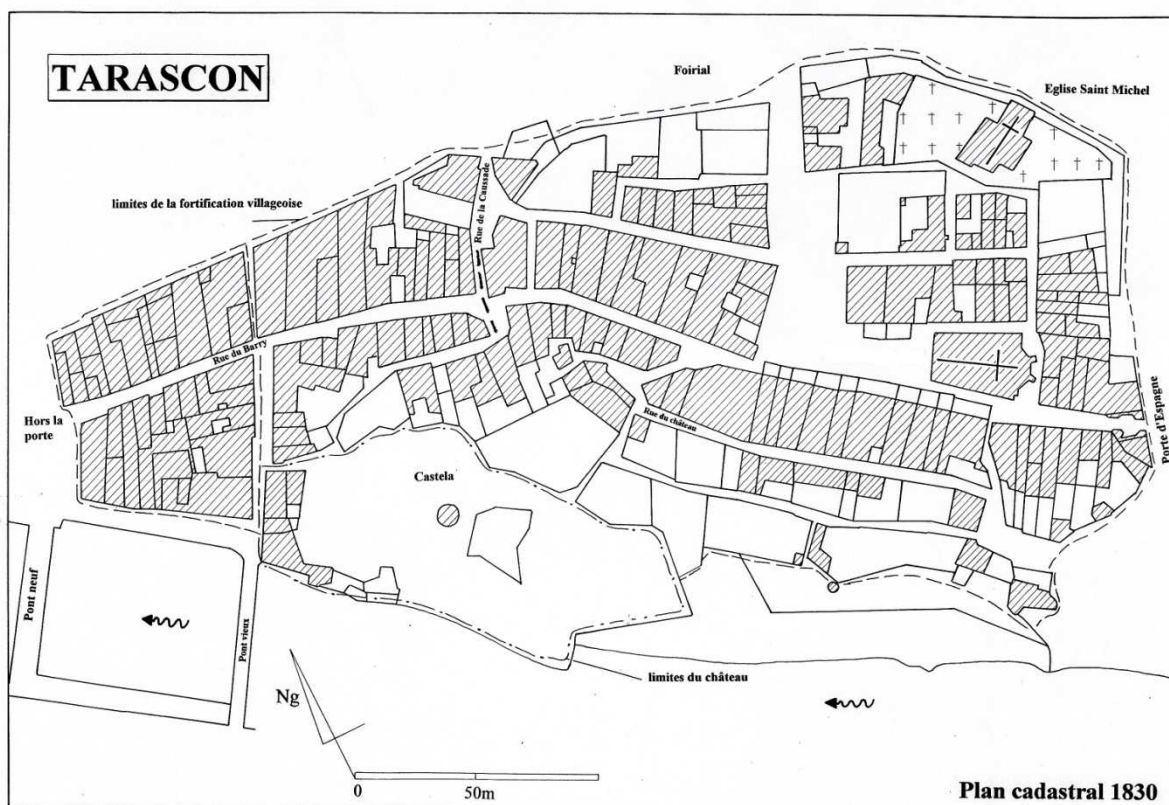 TARASCON
Foirial
Eglise Saint Michel
limites de la fortification villageoise
Rue de la Caussade
Rue du Barry
Hors la
porte
Rue du château
Porte d'Espagne
Castela
Pont neuf
Pont vieux
Ng
limites du château
0
50m
Plan cadastral 1830